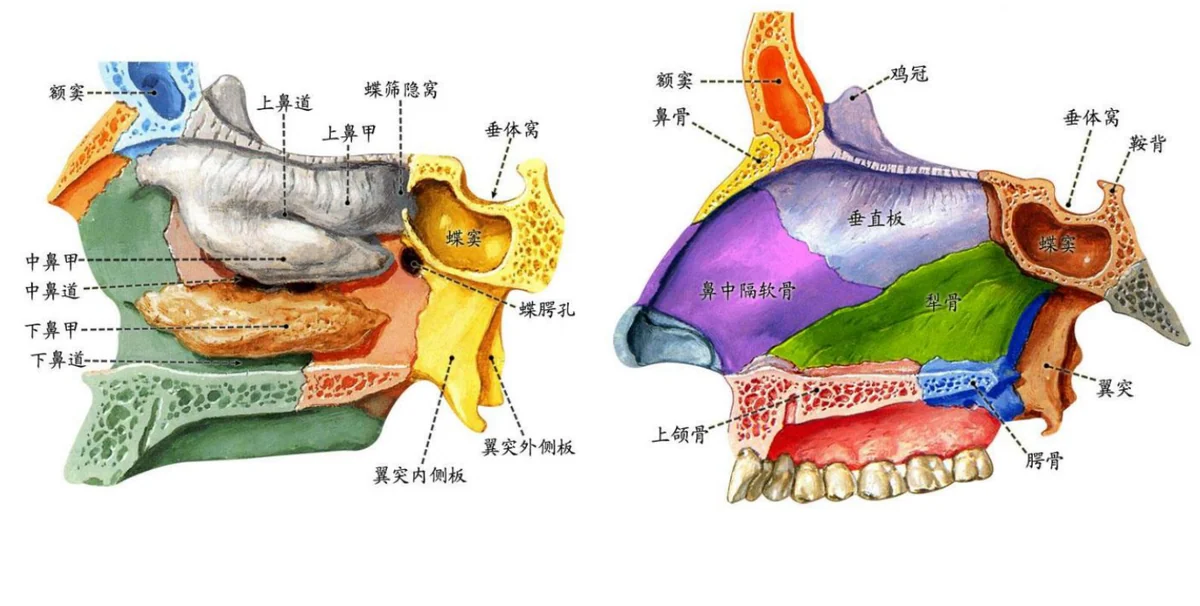 额窦
上鼻道
蝶筛隐窝
上鼻甲
垂体窝
蝶窦
中鼻甲
中鼻道
蝶腭孔
下鼻甲
下鼻道
翼突外侧板
翼突内侧板
额窦
鸡冠
鼻骨
垂体窝
鞍背
垂直板
蝶窦
鼻中隔软骨
犁骨
翼突
上颌骨
腭骨